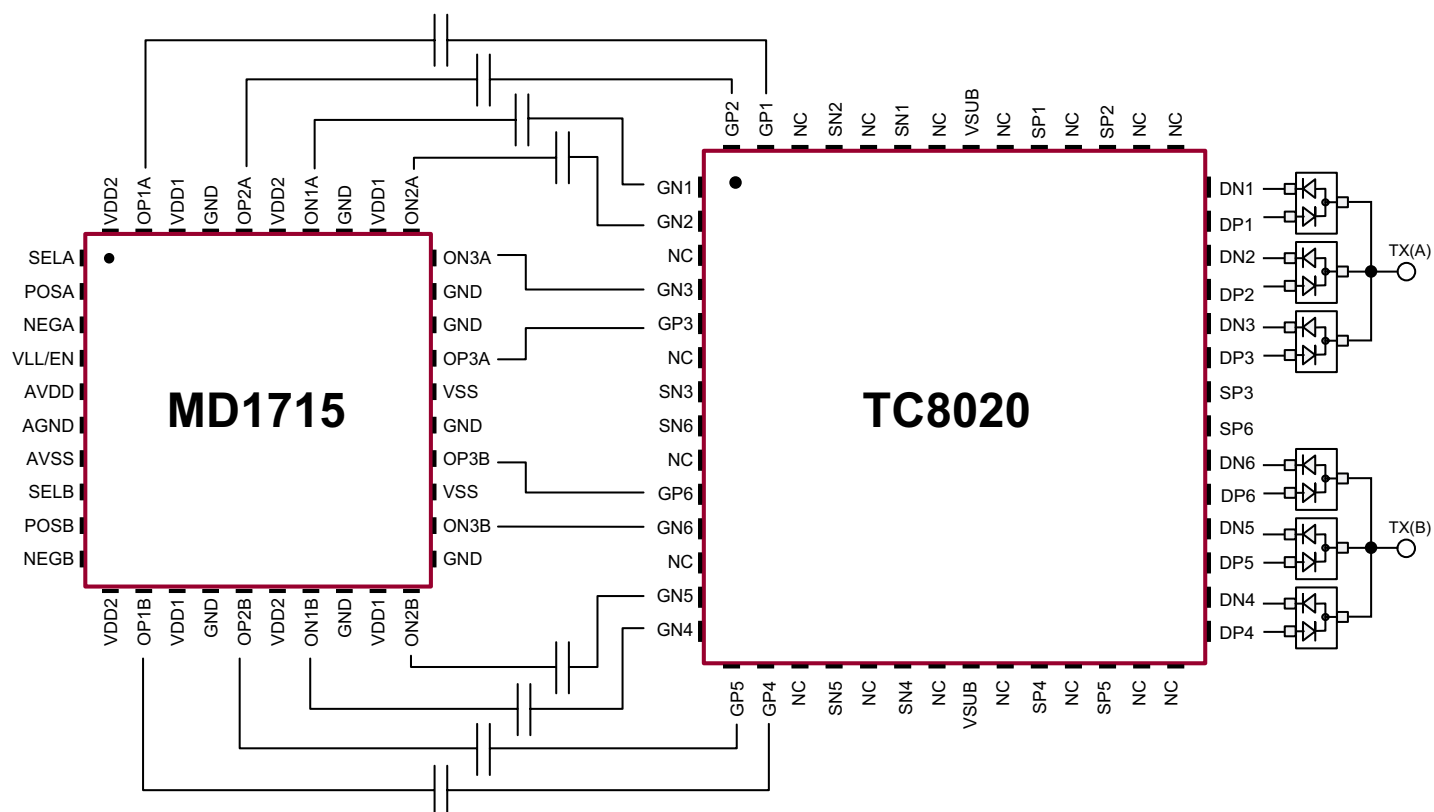 GP2
GP1
NC
SN2
NC
SN1
NC
VSUB
NC
SP1
NC
SP2
NC
NC
VDD2
OP1A
VDD1
GND
OP2A
VDD2
ON1A
GND
VDD1
ON2A
SELA
POSA
NEGA
VLL/EN
AVDD
AGND
AVSS
SELB
POSB
NEGB
MD1715
ON3A
GND
GND
OP3A
VSS
GND
OP3B
VSS
ON3B
GND
VDD2
OP1B
VDD1
GND
OP2B
VDD2
ON1B
GND
VDD1
ON2B
GN1
GN2
NC
GN3
GP3
NC
SN3
SN6
NC
GP6
GN6
NC
GN5
GN4
TC8020
DN1
DP1
DN2
DP2
DN3
DP3
SP3
SP6
DN6
DP6
DN5
DP5
DN4
DP4
TX(A)
TX(B)
GP5
GP4
NC
SN5
NC
SN4
NC
VSUB
NC
SP4
NC
SP5
NC
NC